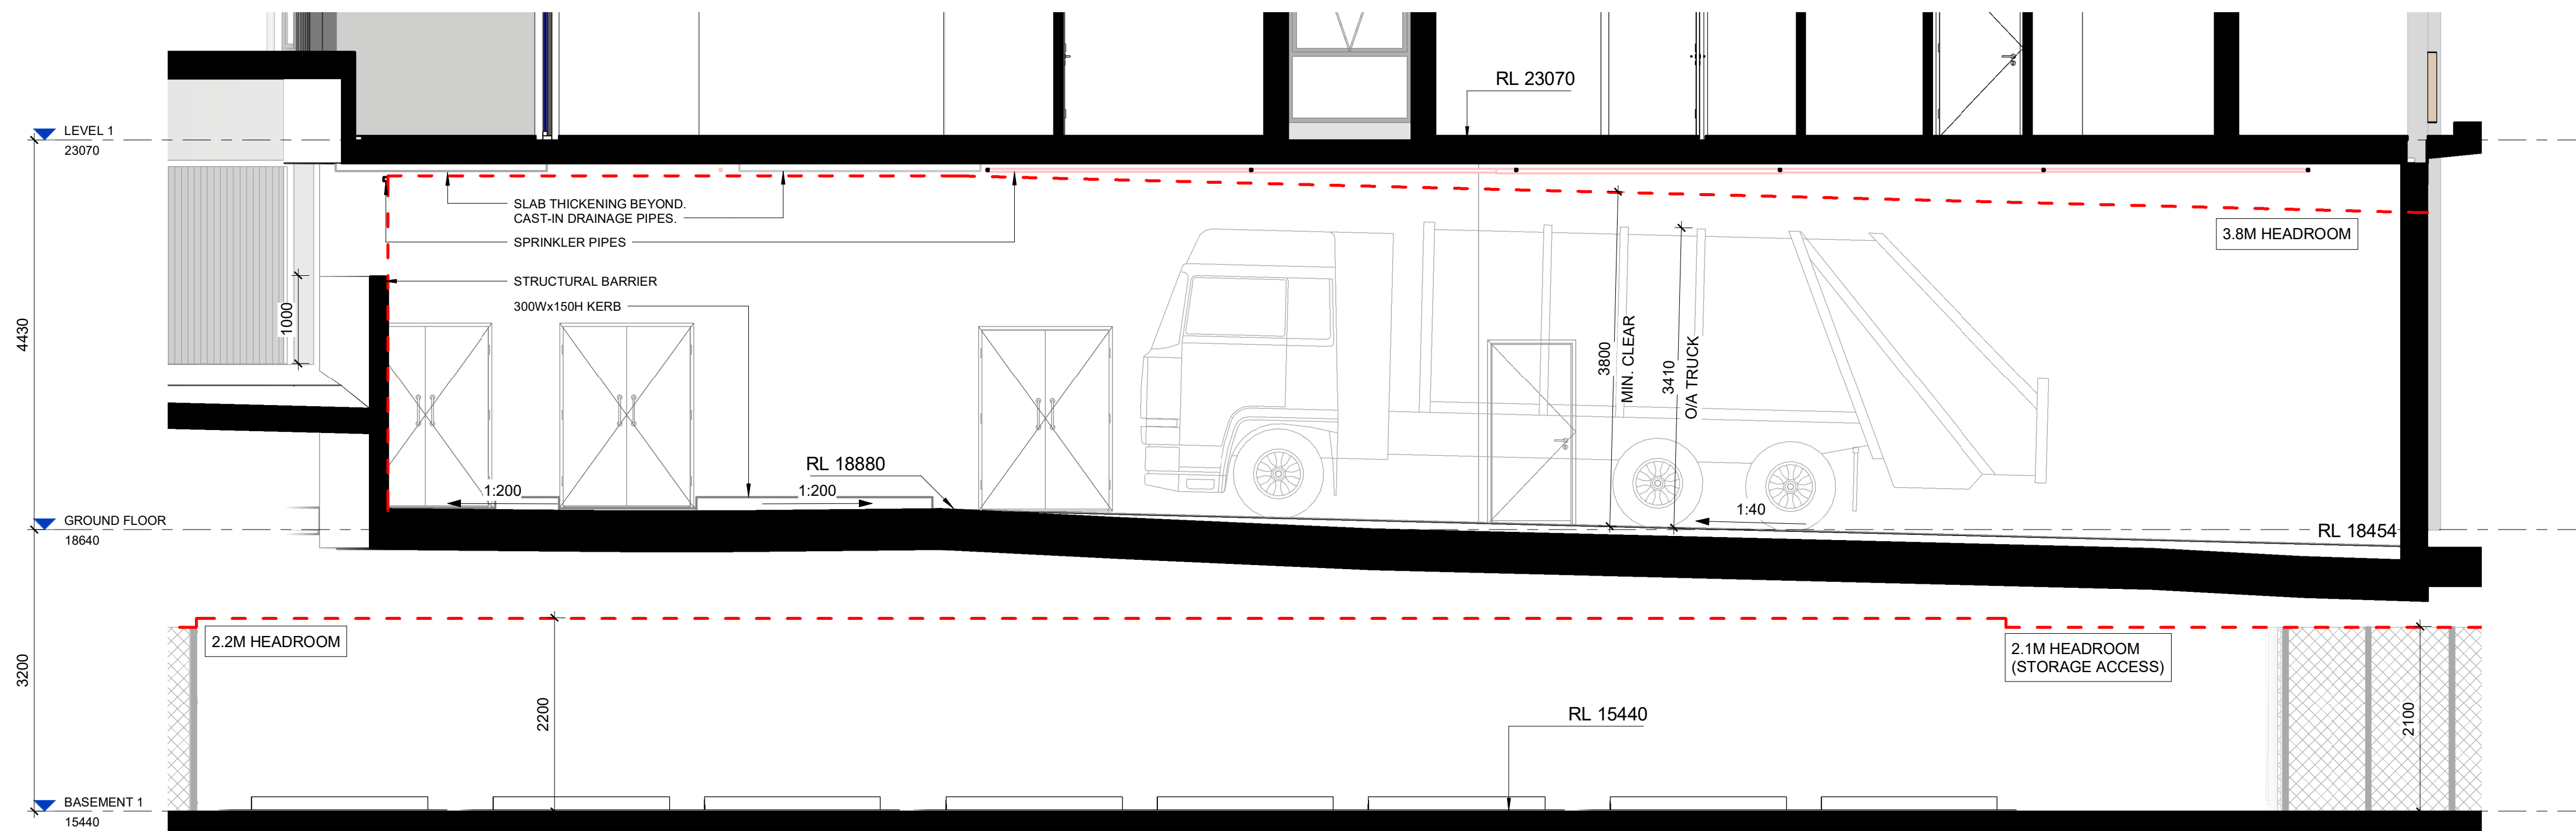 RL 23070
LEVEL 1
23070
SLAB THICKENING BEYOND.
CAST-IN DRAINAGE PIPES.
SPRINKLER PIPES
3.8M HEADROOM
STRUCTURAL BARRIER
300Wx150H KERB
1000
4430
3800
MIN. CLEAR
3410
O/A TRUCK
RL 18880
1:200
1:200
1:40
GROUND FLOOR
18640
RL 18454
2.2M HEADROOM
2.1M HEADROOM
(STORAGE ACCESS)
3200
2200
RL 15440
2100
BASEMENT 1
15440